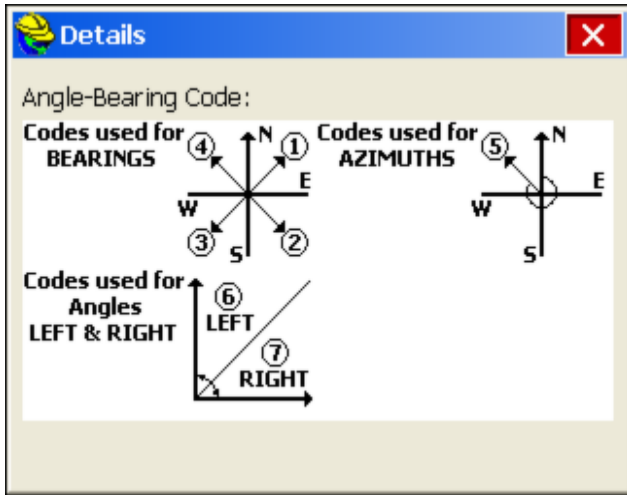 Details
Angle-Bearing Code:
Codes used for
BEARINGS
4
N
1
E
W
3
S
2
Codes used for
AZIMUTHS
5
N
E
W
S
Codes used for
Angles
LEFT & RIGHT
6
LEFT
7
RIGHT